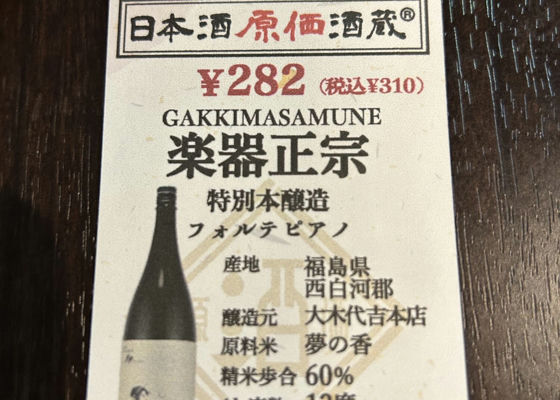 日本酒原価酒蔵®
¥282（税込¥310）
GAKKIMASAMUNE
楽器正宗
特別本醸造
フォルテピアノ
産地 福島県
西白河郡
醸造元 大木代吉本店
原料米 夢の香
精米歩合 60%